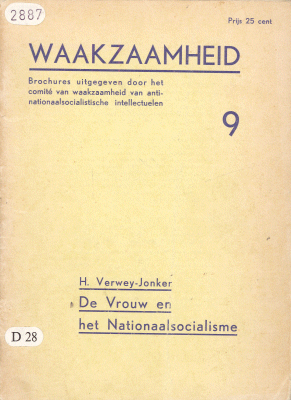 2887
Prijs 25 cent
WAAKZAAMHEID
Brochures uitgegeven door het
comité van waakzaamheid van anti-
nationaalsocialistische intellectuelen
9
H. Verwey-Jonker
De Vrouw en
het Nationaalsocialisme
D 28